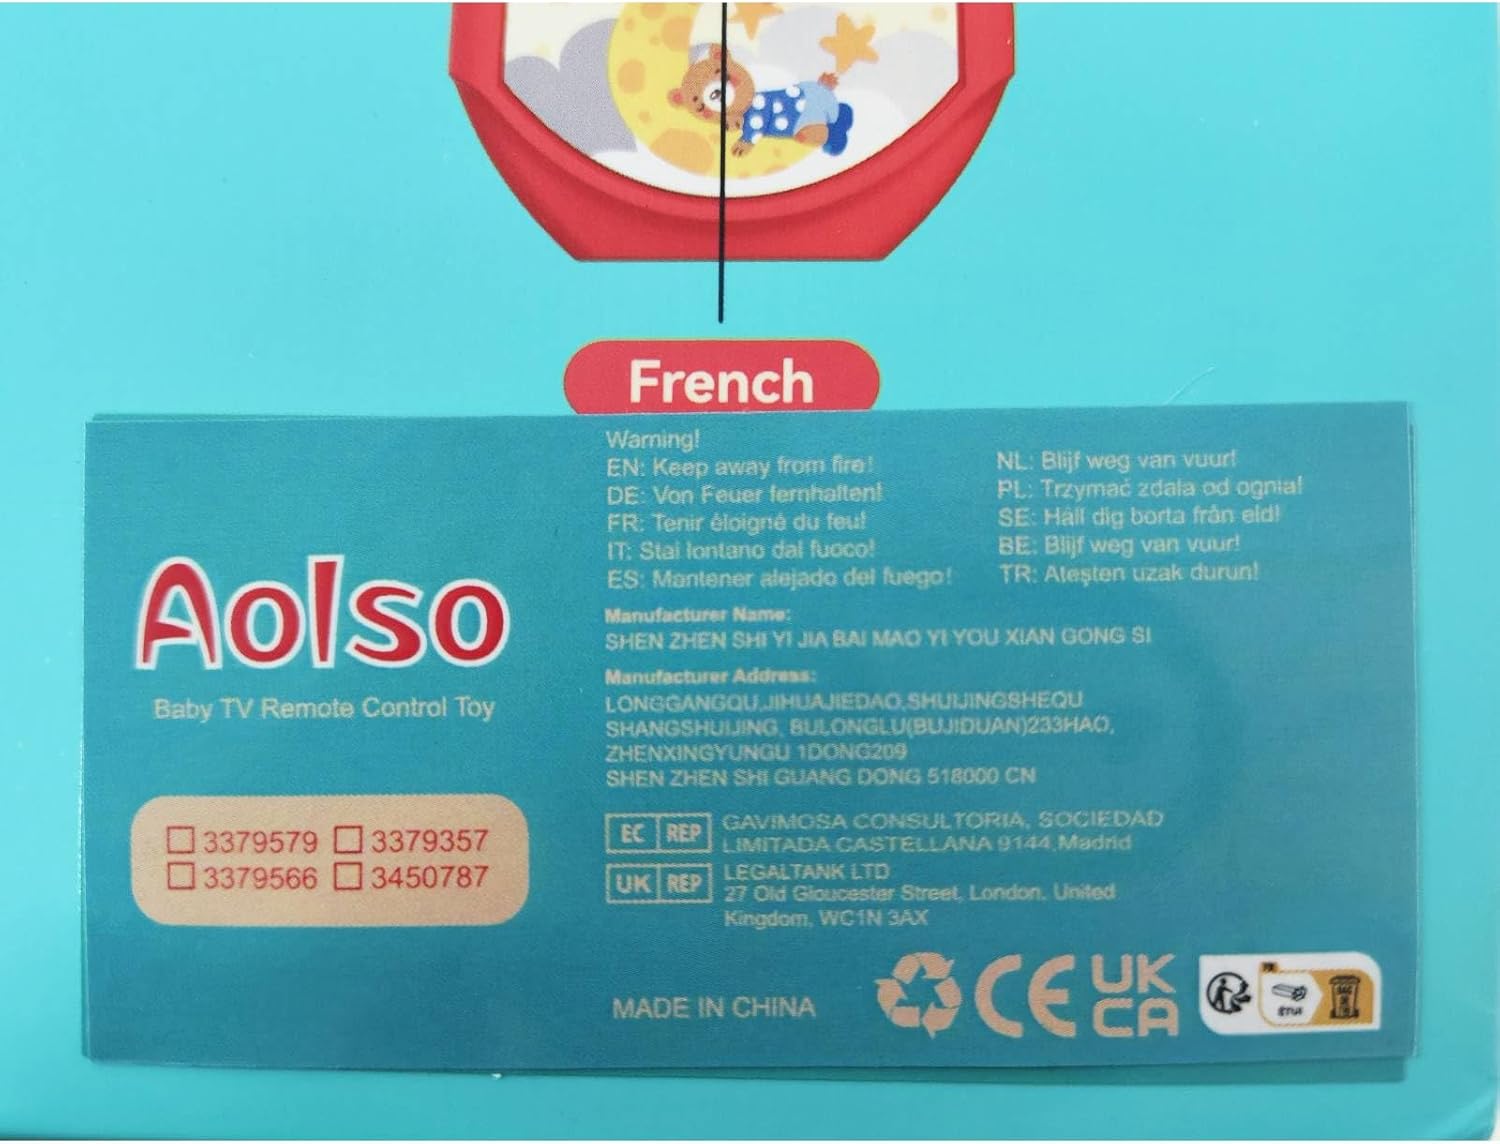 French
Aolso
Baby TV Remote Control Toy
3379579 3379357
3379566 3450787
Warning!
EN: Keep away from fire!
DE: Von Feuer fernhalten!
FR: Tenir éloigné du feu!
IT: Stai lontano dal fuoco!
ES: Mantener alejado del fuego!
NL: Blijf weg van vuur!
PL: Trzymać zdala od ognia!
SE: Håll dig borta från eld!
BE: Blijf weg van vuur!
TR: Ateşten uzak durun!
Manufacturer Name:
SHEN ZHEN SHI YI JIA BAI MAO YI YOU XIAN GONG SI
Manufacturer Address:
LONGGANGQU,JIHUAJIEDAO,SHUIJINGSHEQU
SHANGSHUIJING, BULONGLU(BUJIDUAN)233HAO,
ZHENXINGYUNGU 1DONG209
SHEN ZHEN SHI GUANG DONG 518000 CN
EC REP GAVIMOSA CONSULTORIA, SOCIEDAD
LIMITADA CASTELLANA 9144,Madrid
UK REP LEGALTANK LTD
27 Old Gloucester Street, London, United
Kingdom, WC1N 3AX
MADE IN CHINA
CE
UK
CA
FR
ÉTUI